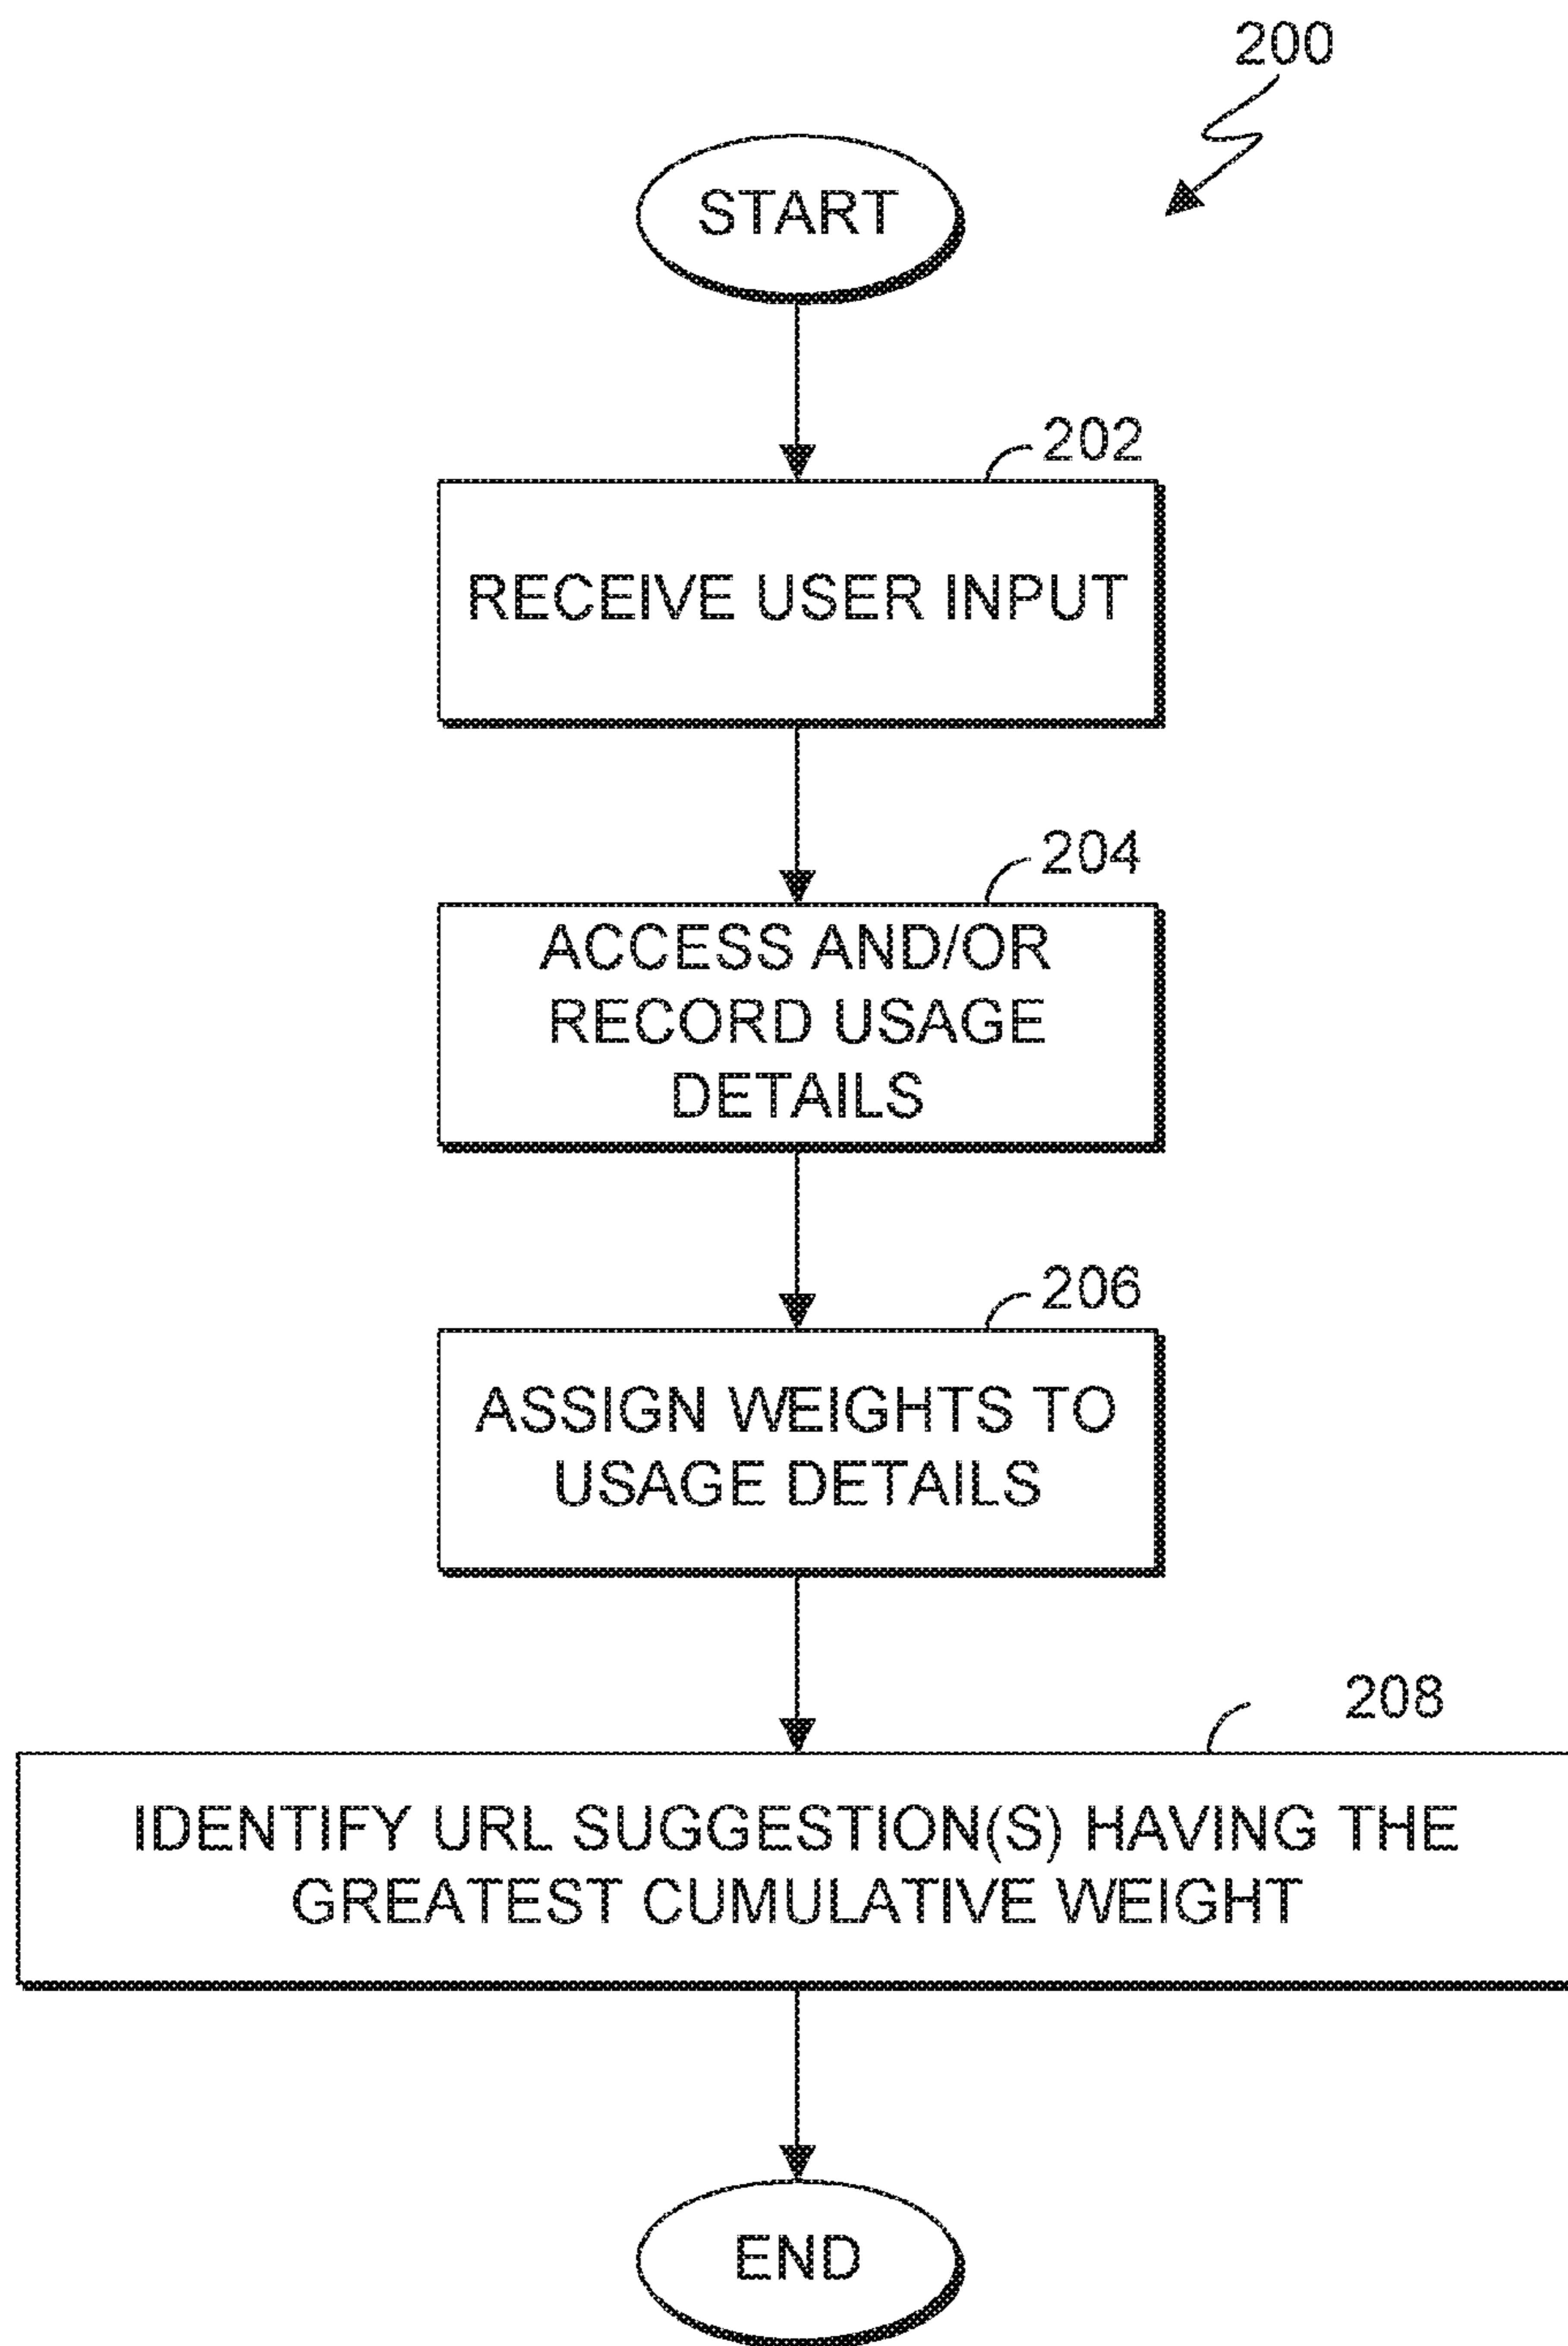 200
START
202
RECEIVE USER INPUT
204
ACCESS AND/OR
RECORD USAGE
DETAILS
206
ASSIGN WEIGHTS TO
USAGE DETAILS
208
IDENTIFY URL SUGGESTION(S) HAVING THE
GREATEST CUMULATIVE WEIGHT
END